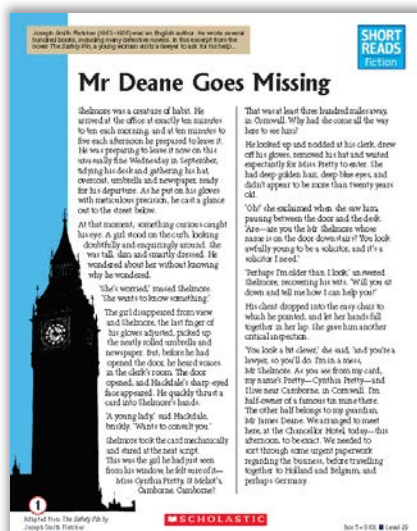 Joseph Smith Fletcher (1863–1935) was an English author. He wrote several
hundred books, including many detective novels. In this excerpt from the
novel The Safety Pin, a young woman visits a lawyer to ask for his help...
SHORT
READS
Fiction
Mr Deane Goes Missing
Shelmore was a creature of habit. He
arrived at the office at exactly ten minutes
to ten each morning, and at ten minutes to
five each afternoon he prepared to leave it.
He was preparing to leave it now on this
unusually fine Wednesday in September,
tidying his desk and gathering his hat,
overcoat, umbrella and newspaper, ready
for his departure. As he put on his gloves
with meticulous precision, he cast a glance
out to the street below.
At that moment, something curious caught
his eye. A girl stood on the curb, looking
doubtfully and enquiringly around. She
was tall, slim and smartly dressed. He
wondered about her without knowing
why he wondered.
'She's worried,' mused Shelmore.
'She wants to know something.'
The girl disappeared from view
and Shelmore, the last finger of
his gloves adjusted, picked up
the neatly rolled umbrella and
newspaper. But, before he had
opened the door, he heard voices
in the clerk's room. The door
opened, and Hackdale's sharp-eyed
face appeared. He quickly thrust a
card into Shelmore's hands.
'A young lady,' said Hackdale,
briskly. 'Wants to consult you.'
Shelmore took the card mechanically
and stared at the neat script.
This was the girl he had just seen
from his window, he felt sure of it—
Miss Cynthia Pretty, St Mellot's,
Camborne. Camborne?
That was at least three hundred miles away,
in Cornwall. Why had she come all the way
here to see him?
He looked up and nodded at his clerk, drew
off his gloves, removed his hat and waited
expectantly for Miss Pretty to enter. She
had deep golden hair, deep blue eyes, and
didn't appear to be more than twenty years
old.
'Oh!' she exclaimed when she saw him,
pausing between the door and the desk.
'Are—are you the Mr Shelmore whose
name is on the door downstairs? You look
awfully young to be a solicitor, and it's a
solicitor I need.'
'Perhaps I'm older than I look,' answered
Shelmore, recovering his wits. 'Will you sit
down and tell me how I can help you?'
His client dropped into the easy chair to
which he pointed, and let her hands fall
together in her lap. She gave him another
critical inspection.
'You look a bit clever,' she said, 'and you're a
lawyer, so you'll do. I'm in a mess,
Mr Shelmore. As you see from my card,
my name's Pretty—Cynthia Pretty—and
I live near Camborne, in Cornwall. I'm
half-owner of a famous tin mine there.
The other half belongs to my guardian,
Mr James Deane. We arranged to meet
here, at the Chancellor Hotel, today—this
afternoon, to be exact. We needed to
sort through some urgent paperwork
regarding the business, before travelling
together to Holland and Belgium, and
perhaps Germany.
1
Adapted from The Safety Pin by
Joseph Smith Fletcher
SCHOLASTIC
Level 29